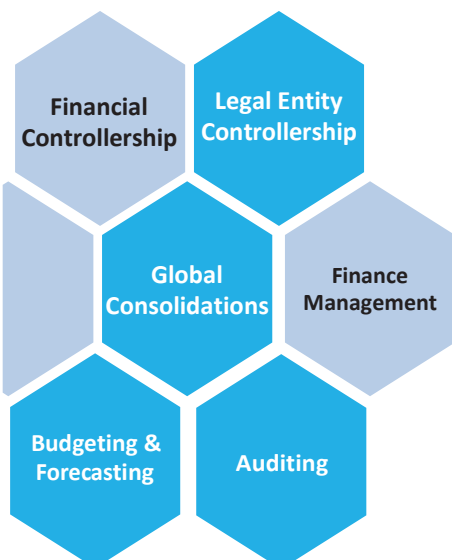 Financial
Controllership
Legal Entity
Controllership
Global
Consolidations
Finance
Management
Budgeting &
Forecasting
Auditing